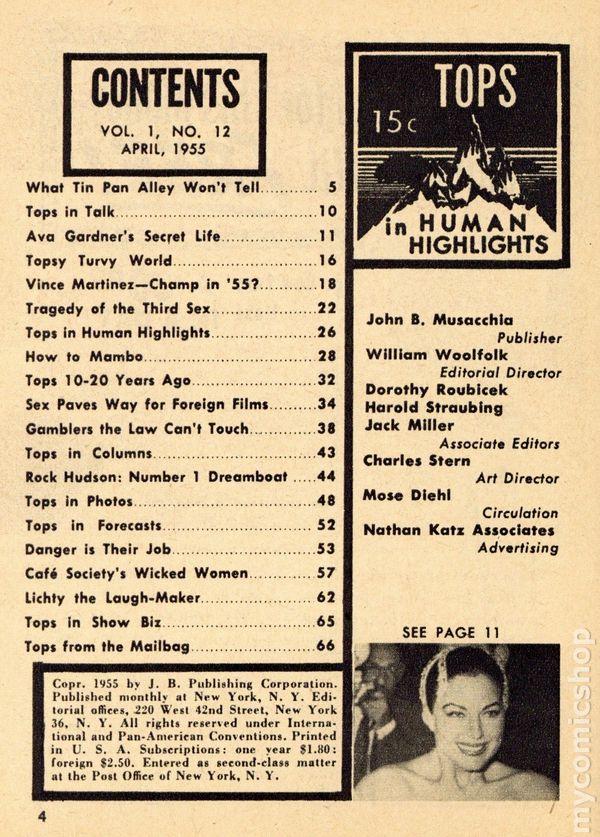 CONTENTS
VOL. 1, NO. 12
APRIL, 1955
What Tin Pan Alley Won't Tell........... 5
Tops in Talk................................ 10
Ava Gardner's Secret Life................ 11
Topsy Turvy World........................ 16
Vince Martinez—Champ in '55?.......... 18
Tragedy of the Third Sex................. 22
Tops in Human Highlights................ 26
How to Mambo............................. 28
Tops 10-20 Years Ago.................... 32
Sex Paves Way for Foreign Films........ 34
Gamblers the Law Can't Touch........... 38
Tops in Columns........................... 43
Rock Hudson: Number 1 Dreamboat .... 44
Tops in Photos............................. 48
Tops in Forecasts.......................... 52
Danger is Their Job....................... 53
Café Society's Wicked Women........... 57
Lichty the Laugh-Maker.................. 62
Tops in Show Biz.......................... 65
Tops from the Mailbag.................... 66
Copr. 1955 by J. B. Publishing Corporation.
Published monthly at New York, N. Y. Edi-
torial offices, 220 West 42nd Street, New York
36, N. Y. All rights reserved under Interna-
tional and Pan-American Conventions. Printed
in U. S. A. Subscriptions: one year $1.80:
foreign $2.50. Entered as second-class matter
at the Post Office of New York, N. Y.
4
TOPS
15c
in HUMAN
HIGHLIGHTS
John B. Musacchia
Publisher
William Woolfolk
Editorial Director
Dorothy Roubicek
Harold Straubing
Jack Miller
Associate Editors
Charles Stern
Art Director
Mose Diehl
Circulation
Nathan Katz Associates
Advertising
SEE PAGE 11
mycomicshop